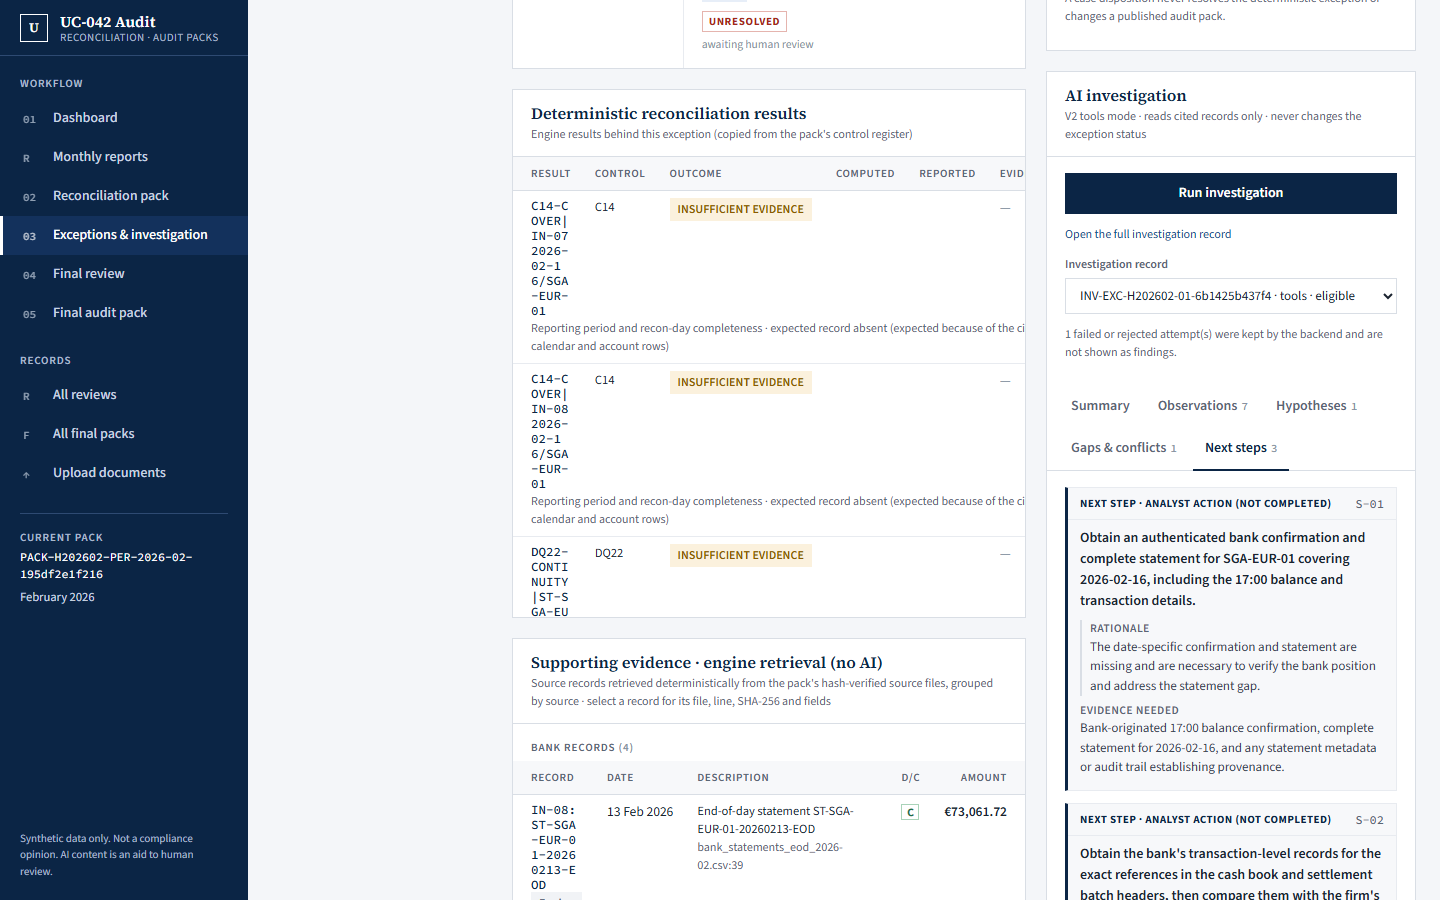 U
UC-042 Audit
RECONCILIATION · AUDIT PACKS
WORKFLOW
01 Dashboard
R Monthly reports
02 Reconciliation pack
03 Exceptions & investigation
04 Final review
05 Final audit pack
RECORDS
R All reviews
F All final packs
↑ Upload documents
CURRENT PACK
PACK-H202602-PER-2026-02-
195df2e1f216
February 2026
Synthetic data only. Not a compliance
opinion. AI content is an aid to human
review.
UNRESOLVED
awaiting human review
Deterministic reconciliation results
Engine results behind this exception (copied from the pack's control register)
RESULT CONTROL OUTCOME COMPUTED REPORTED EVID
C14-C
OVER|
IN-07
2026-
02-1
6/SGA
-EUR-
01
C14
INSUFFICIENT EVIDENCE
—
Reporting period and recon-day completeness · expected record absent (expected because of the ci
calendar and account rows)
C14-C
OVER|
IN-08
2026-
02-1
6/SGA
-EUR-
01
C14
INSUFFICIENT EVIDENCE
—
Reporting period and recon-day completeness · expected record absent (expected because of the ci
calendar and account rows)
DQ22-
CONTI
NUITY
|ST-S
GA-EU
DQ22
INSUFFICIENT EVIDENCE
—
Supporting evidence · engine retrieval (no AI)
Source records retrieved deterministically from the pack's hash-verified source files, grouped
by source · select a record for its file, line, SHA-256 and fields
BANK RECORDS (4)
RECORD DATE DESCRIPTION D/C AMOUNT
IN-08:
ST-SGA
-EUR-0
1-2026
0213-E
OD
13 Feb 2026
End-of-day statement ST-SGA-
EUR-01-20260213-EOD
bank_statements_eod_2026-
02.csv:39
C
€73,061.72
changes a published audit pack.
AI investigation
V2 tools mode · reads cited records only · never changes the
exception status
Run investigation
Open the full investigation record
Investigation record
INV-EXC-H202602-01-6b1425b437f4 · tools · eligible
1 failed or rejected attempt(s) were kept by the backend and are
not shown as findings.
Summary Observations 7 Hypotheses 1
Gaps & conflicts 1 Next steps 3
NEXT STEP · ANALYST ACTION (NOT COMPLETED) S-01
Obtain an authenticated bank confirmation and
complete statement for SGA-EUR-01 covering
2026-02-16, including the 17:00 balance and
transaction details.
RATIONALE
The date-specific confirmation and statement are
missing and are necessary to verify the bank position
and address the statement gap.
EVIDENCE NEEDED
Bank-originated 17:00 balance confirmation, complete
statement for 2026-02-16, and any statement metadata
or audit trail establishing provenance.
NEXT STEP · ANALYST ACTION (NOT COMPLETED) S-02
Obtain the bank's transaction-level records for the
exact references in the cash book and settlement
batch headers, then compare them with the firm's